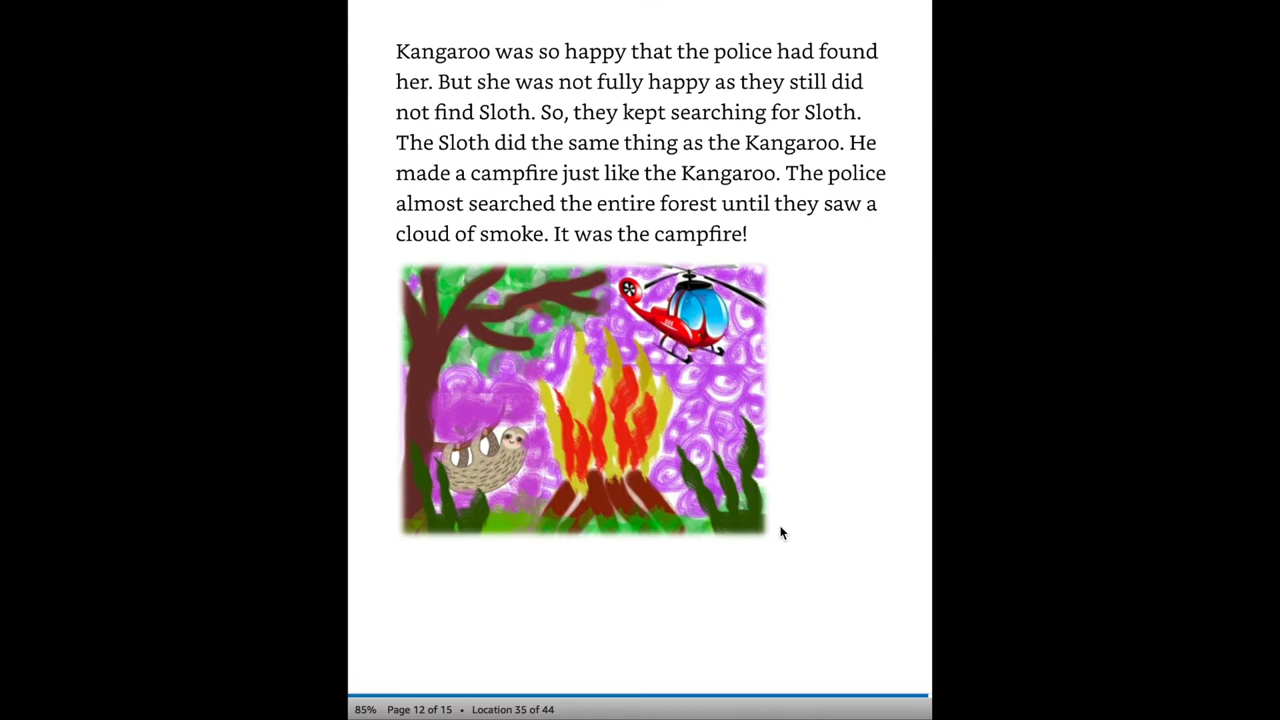 Kangaroo was so happy that the police had found
her. But she was not fully happy as they still did
not find Sloth. So, they kept searching for Sloth.
The Sloth did the same thing as the Kangaroo. He
made a campfire just like the Kangaroo. The police
almost searched the entire forest until they saw a
cloud of smoke. It was the campfire!
85% Page 12 of 15 • Location 35 of 44